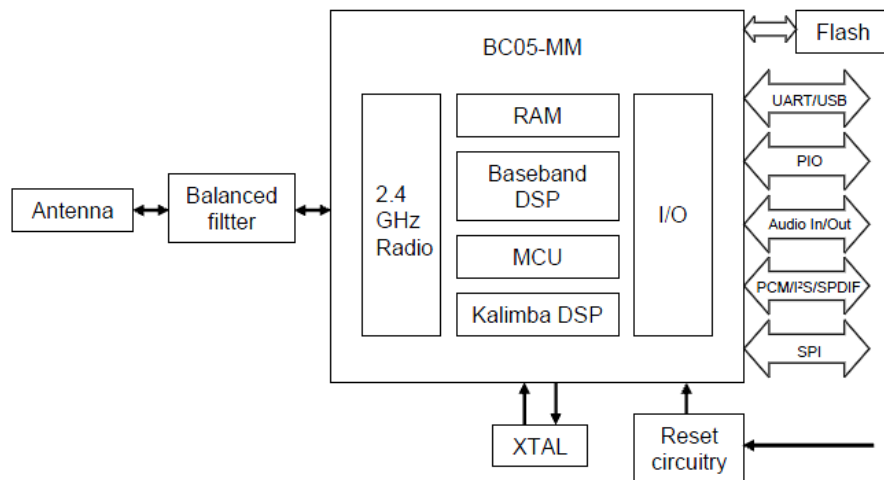 BC05-MM
Flash
RAM
Baseband
DSP
MCU
Kalimba DSP
2.4
GHz
Radio
I/O
UART/USB
PIO
Audio In/Out
PCM/I²S/SPDIF
SPI
Antenna
Balanced
filtter
XTAL
Reset
circuitry